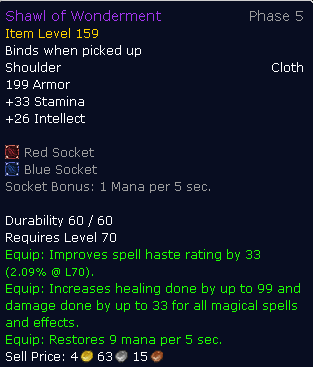 Shawl of Wonderment Phase 5
Item Level 159
Binds when picked up
Shoulder Cloth
199 Armor
+33 Stamina
+26 Intellect
Red Socket
Blue Socket
Socket Bonus: 1 Mana per 5 sec.
Durability 60 / 60
Requires Level 70
Equip: Improves spell haste rating by 33
(2.09% @ L70).
Equip: Increases healing done by up to 99 and
damage done by up to 33 for all magical spells
and effects.
Equip: Restores 9 mana per 5 sec.
Sell Price: 4 63 15